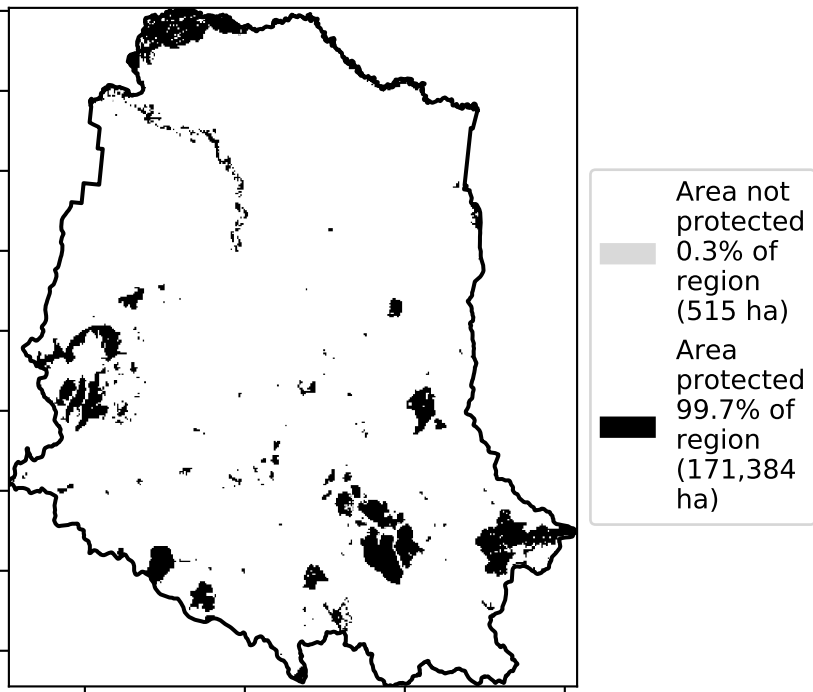 Area not
protected
0.3% of
region
(515 ha)
Area
protected
99.7% of
region
(171,384
ha)